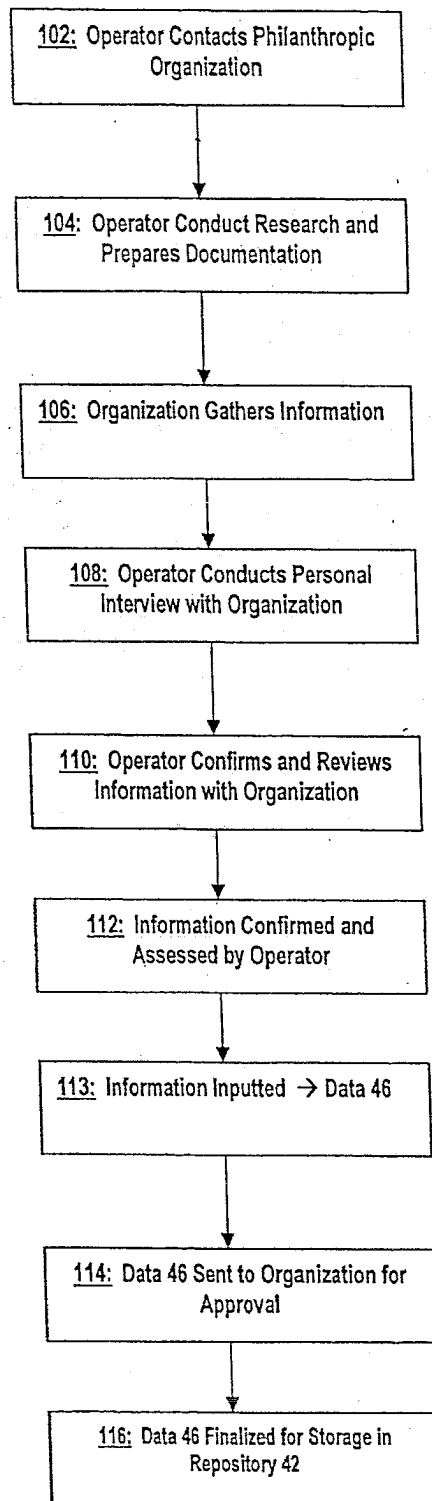 102: Operator Contacts Philanthropic
Organization
104: Operator Conduct Research and
Prepares Documentation
106: Organization Gathers Information
108: Operator Conducts Personal
Interview with Organization
110: Operator Confirms and Reviews
Information with Organization
112: Information Confirmed and
Assessed by Operator
113: Information Inputted → Data 46
114: Data 46 Sent to Organization for
Approval
116: Data 46 Finalized for Storage in
Repository 42